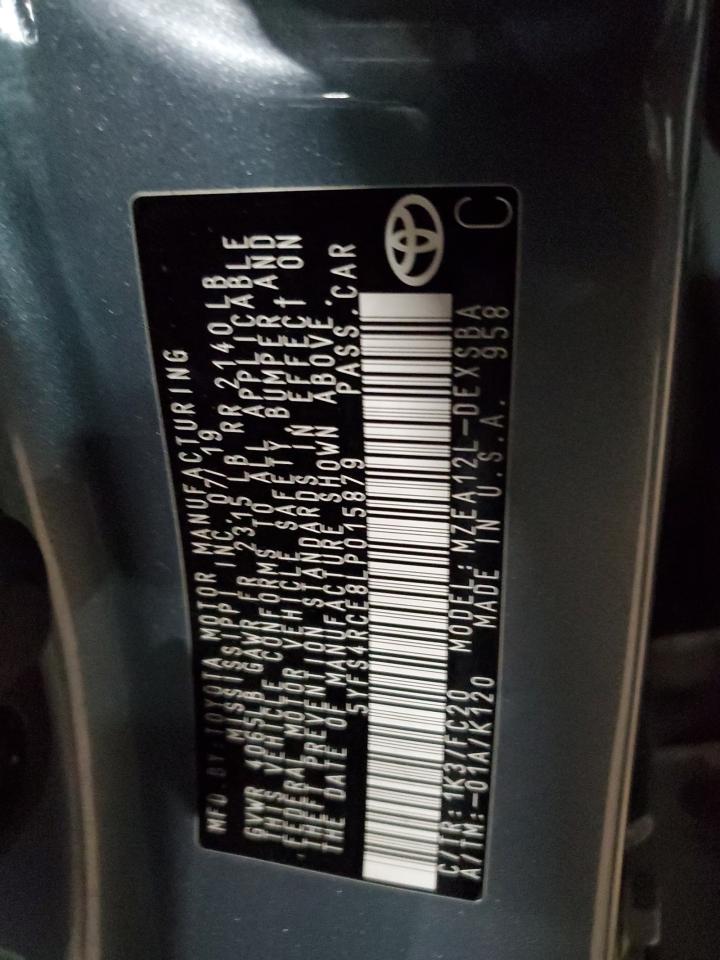 MFD.BY:TOYOTA MOTOR MANUFACTURING
MISSISSIPPI INC.07/19
GVWR 4065LB GAWR FR 2315 LB RR 2140LB
THIS VEHICLE CONFORMS TO ALL APPLICABLE
FEDERAL MOTOR VEHICLE SAFETY, BUMPER, AND
THEFT PREVENTION STANDARDS IN EFFECT ON
THE DATE OF MANUFACTURE SHOWN ABOVE.
5YFS4RCE8LP015879 PASS.CAR
C/TR:1K3/FC20 MODEL:MZEA12L-DEXSBA
A/TM:-01A/K120 MADE IN U.S.A. 958
C